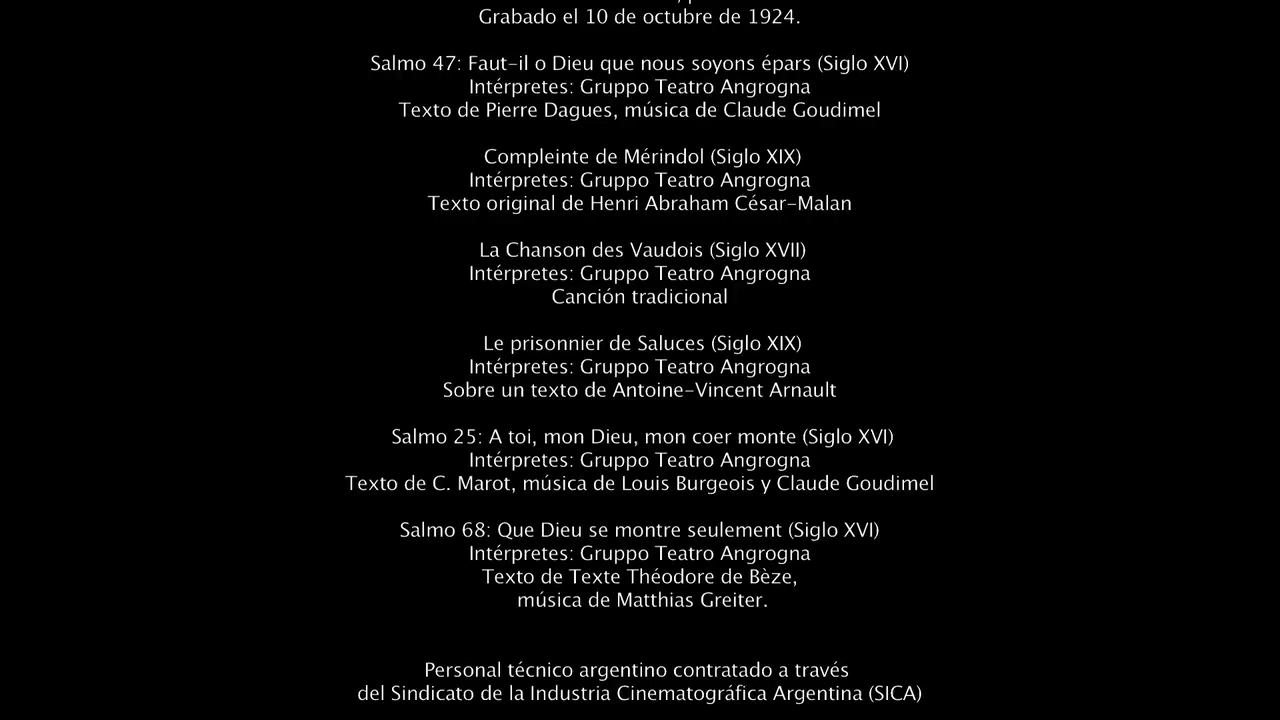 Grabado el 10 de octubre de 1924.
Salmo 47: Faut-il o Dieu que nous soyons épars (Siglo XVI)
Intérpretes: Gruppo Teatro Angrogna
Texto de Pierre Dagues, música de Claude Goudimel
Compleinte de Mérindol (Siglo XIX)
Intérpretes: Gruppo Teatro Angrogna
Texto original de Henri Abraham César-Malan
La Chanson des Vaudois (Siglo XVII)
Intérpretes: Gruppo Teatro Angrogna
Canción tradicional
Le prisonnier de Saluces (Siglo XIX)
Intérpretes: Gruppo Teatro Angrogna
Sobre un texto de Antoine-Vincent Arnault
Salmo 25: A toi, mon Dieu, mon coer monte (Siglo XVI)
Intérpretes: Gruppo Teatro Angrogna
Texto de C. Marot, música de Louis Burgeois y Claude Goudimel
Salmo 68: Que Dieu se montre seulement (Siglo XVI)
Intérpretes: Gruppo Teatro Angrogna
Texto de Texte Théodore de Bèze,
música de Matthias Greiter.
Personal técnico argentino contratado a través
del Sindicato de la Industria Cinematográfica Argentina (SICA)